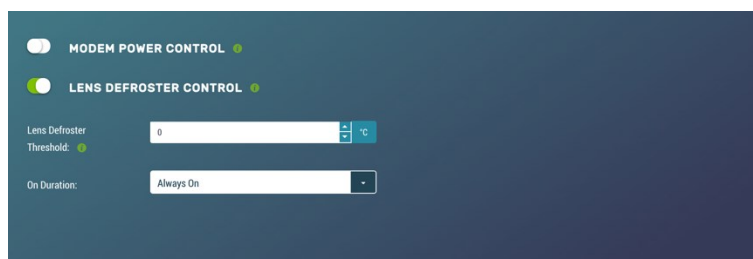 MODEM POWER CONTROL
LENS DEFROSTER CONTROL
Lens Defroster
Threshold:
0
°C
On Duration:
Always On